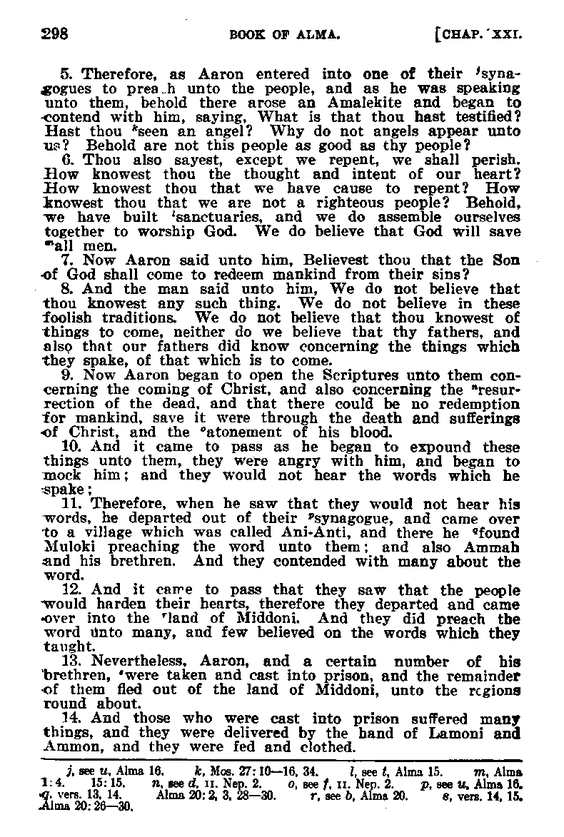 298 BOOK OF ALMA. [CHAP. XXI.
5. Therefore, as Aaron entered into one of their ʲsyna-
gogues to preach unto the people, and as he was speaking
unto them, behold there arose an Amalekite and began to
contend with him, saying, What is that thou hast testified?
Hast thou ᵏseen an angel? Why do not angels appear unto
us? Behold are not this people as good as thy people?
6. Thou also sayest, except we repent, we shall perish.
How knowest thou the thought and intent of our heart?
How knowest thou that we have cause to repent? How
knowest thou that we are not a righteous people? Behold,
we have built ˡsanctuaries, and we do assemble ourselves
together to worship God. We do believe that God will save
ᵐall men.
7. Now Aaron said unto him, Believest thou that the Son
of God shall come to redeem mankind from their sins?
8. And the man said unto him, We do not believe that
thou knowest any such thing. We do not believe in these
foolish traditions. We do not believe that thou knowest of
things to come, neither do we believe that thy fathers, and
also that our fathers did know concerning the things which
they spake, of that which is to come.
9. Now Aaron began to open the Scriptures unto them con-
cerning the coming of Christ, and also concerning the ⁿresur-
rection of the dead, and that there could be no redemption
for mankind, save it were through the death and sufferings
of Christ, and the ᵒatonement of his blood.
10. And it came to pass as he began to expound these
things unto them, they were angry with him, and began to
mock him; and they would not hear the words which he
spake;
11. Therefore, when he saw that they would not hear his
words, he departed out of their ᵖsynagogue, and came over
to a village which was called Ani-Anti, and there he ᑫfound
Muloki preaching the word unto them; and also Ammah
and his brethren. And they contended with many about the
word.
12. And it came to pass that they saw that the people
would harden their hearts, therefore they departed and came
over into the ʳland of Middoni. And they did preach the
word unto many, and few believed on the words which they
taught.
13. Nevertheless, Aaron, and a certain number of his
brethren, ˢwere taken and cast into prison, and the remainder
of them fled out of the land of Middoni, unto the regions
round about.
14. And those who were cast into prison suffered many
things, and they were delivered by the hand of Lamoni and
Ammon, and they were fed and clothed.
j, see u, Alma 16. k, Mos. 27:10—16, 34. l, see t, Alma 15. m, Alma
1:4. 15:15. n, see d, II. Nep. 2. o, see f, II. Nep. 2. p, see u, Alma 16.
q, vers. 13, 14. Alma 20:2, 3, 28—30. r, see b, Alma 20. s, vers. 14, 15.
Alma 20:26—30.